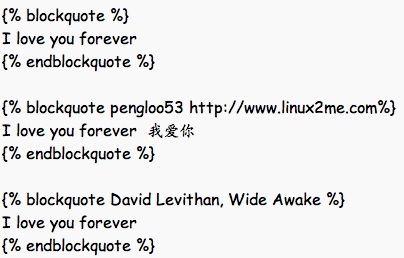 {% blockquote %}
I love you forever
{% endblockquote %}
{% blockquote pengloo53 http://www.linux2me.com%}
I love you forever 我爱你
{% endblockquote %}
{% blockquote David Levithan, Wide Awake %}
I love you forever
{% endblockquote %}